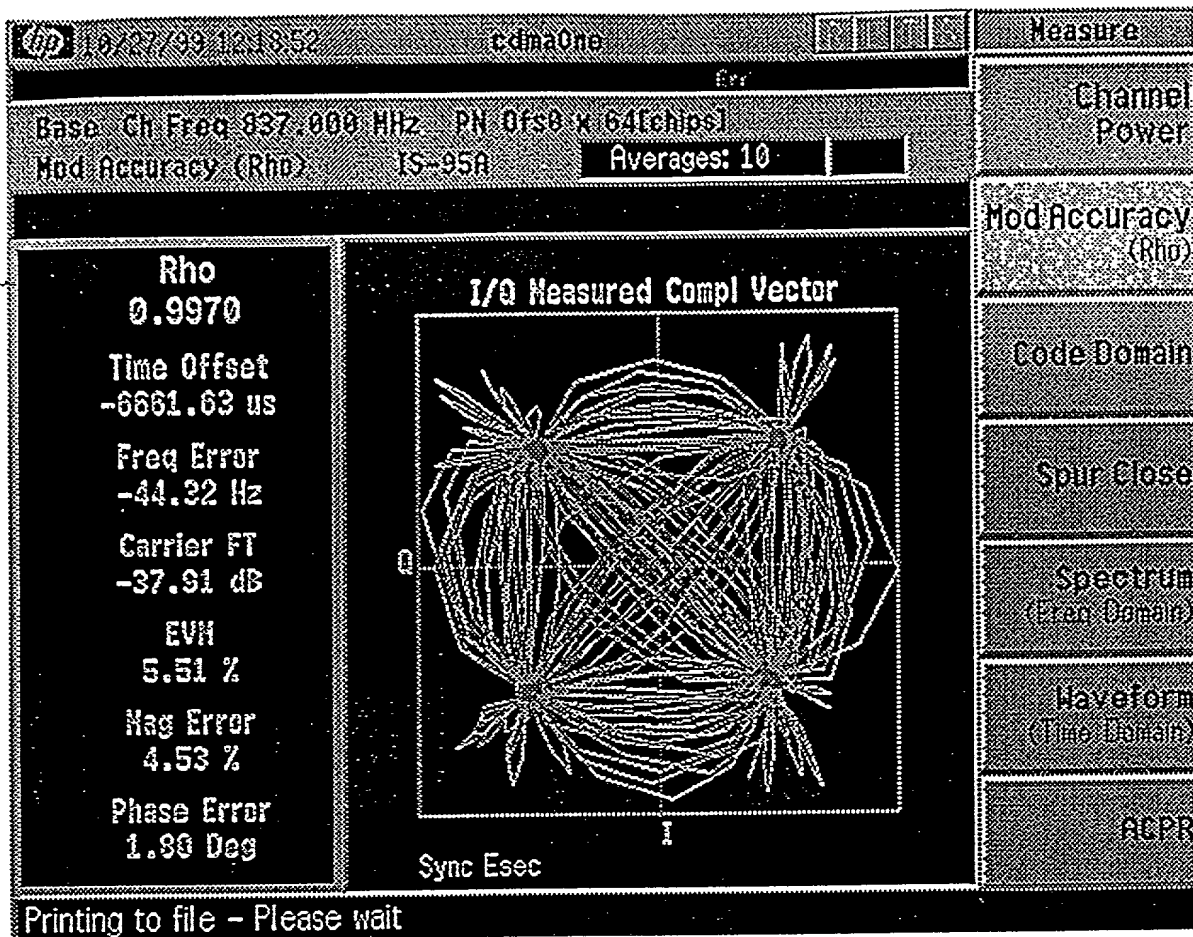 hp 10/27/99 12:18:52 cdmaOne
Measure
Err
Base Ch Freq 837.000 MHz PN Ofs0 x 64[chips]
Mod Accuracy (Rho) IS-95A Averages: 10
Channel
Power
Mod Accuracy
(Rho)
Code Domain
Spur Close
Spectrum
(Freq Domain)
Waveform
(Time Domain)
ACPR
Rho
0.9970
Time Offset
-6661.63 us
Freq Error
-44.32 Hz
Carrier FT
-37.91 dB
EVM
5.51 %
Mag Error
4.53 %
Phase Error
1.80 Deg
I/Q Measured Compl Vector
Q
I
Sync Esec
Printing to file – Please wait